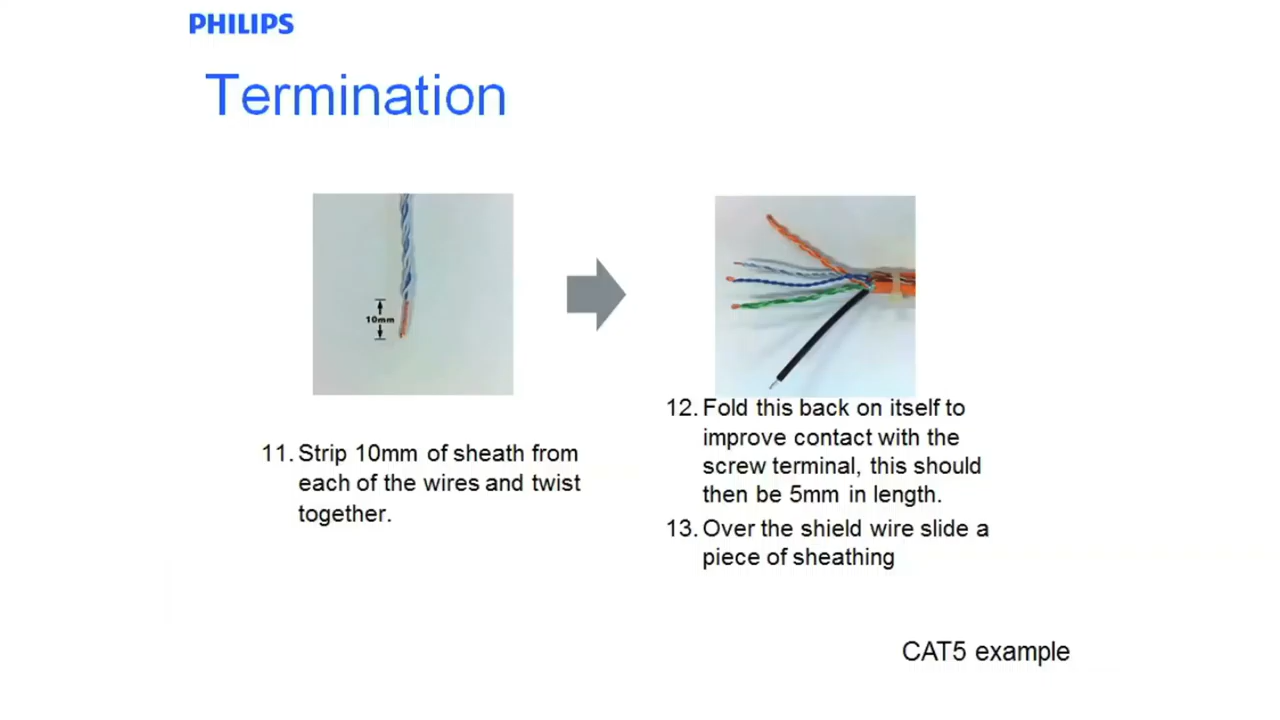 PHILIPS
Termination
10mm
11. Strip 10mm of sheath from
each of the wires and twist
together.
12. Fold this back on itself to
improve contact with the
screw terminal, this should
then be 5mm in length.
13. Over the shield wire slide a
piece of sheathing
CAT5 example